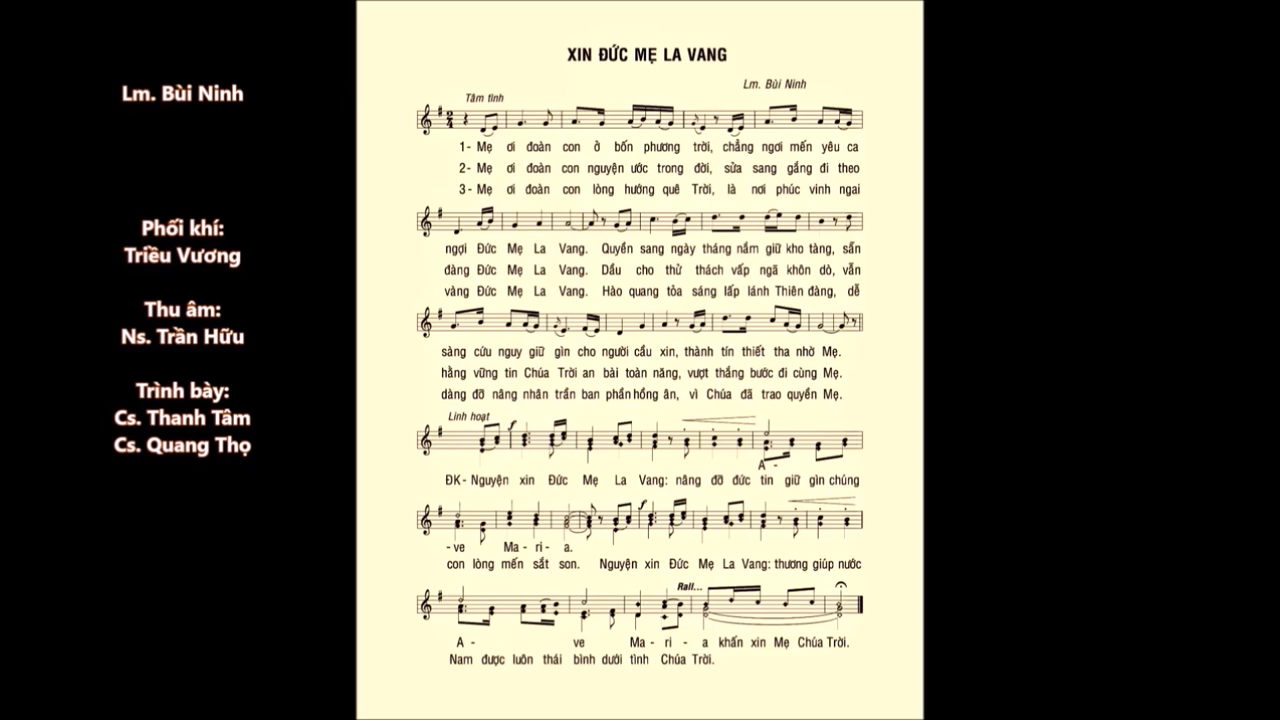 Lm. Bùi Ninh
Phối khí:
Triều Vương
Thu âm:
Ns. Trần Hữu
Trình bày:
Cs. Thanh Tâm
Cs. Quang Thọ
XIN ĐỨC MẸ LA VANG
Lm. Bùi Ninh
Tâm tình
1- Mẹ ơi đoàn con ở bốn phương trời, chẳng ngơi mến yêu ca
2- Mẹ ơi đoàn con nguyện ước trong đời, sửa sang gắng đi theo
3- Mẹ ơi đoàn con lòng hướng quê Trời, là nơi phúc vinh ngai
ngợi Đức Mẹ La Vang. Quyền sang ngày tháng nắm giữ kho tàng, sẵn
đàng Đức Mẹ La Vang. Dầu cho thử thách vấp ngã khôn dò, vẫn
vàng Đức Mẹ La Vang. Hào quang tỏa sáng lấp lánh Thiên đàng, dễ
sàng cứu nguy giữ gìn cho người cầu xin, thành tín thiết tha nhờ Mẹ.
hằng vững tin Chúa Trời an bài toàn năng, vượt thắng bước đi cùng Mẹ.
dàng đỡ nâng nhân trần ban phần hồng ân, vì Chúa đã trao quyền Mẹ.
Linh hoạt
f
A -
ĐK- Nguyện xin Đức Mẹ La Vang: nâng đỡ đức tin giữ gìn chúng
f
- ve Ma - ri - a.
con lòng mến sắt son. Nguyện xin Đức Mẹ La Vang: thương giúp nước
Rall...
A - ve Ma - ri - a khấn xin Mẹ Chúa Trời.
Nam được luôn thái bình dưới tình Chúa Trời.